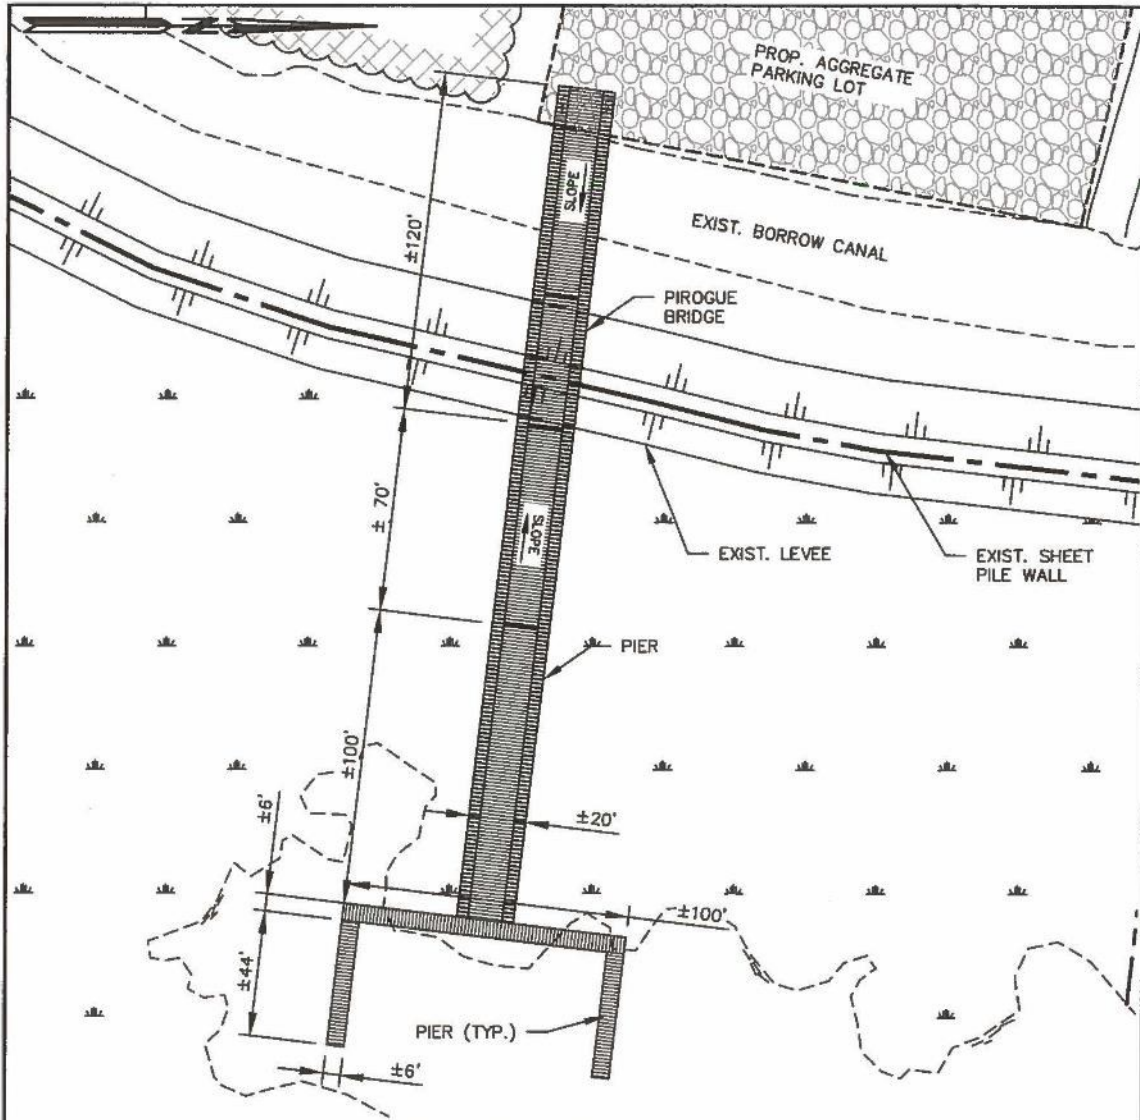 PROP. AGGREGATE
PARKING LOT
SLOPE
EXIST. BORROW CANAL
±120'
PIROGUE
BRIDGE
± 70'
SLOPE
EXIST. LEVEE
EXIST. SHEET
PILE WALL
PIER
±100'
±6'
±20'
±100'
±44'
PIER (TYP.)
±6'